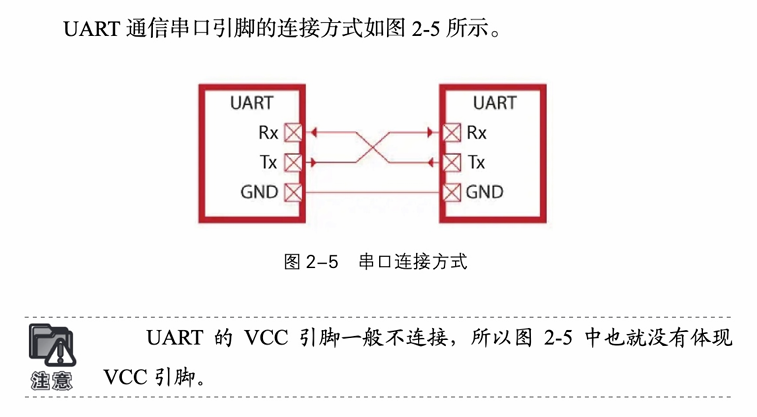 UART 通信串口引脚的连接方式如图 2-5 所示。
UART UART
Rx Rx
Tx Tx
GND GND
图 2–5 串口连接方式
UART 的 VCC 引脚一般不连接，所以图 2-5 中也就没有体现
注意 VCC 引脚。